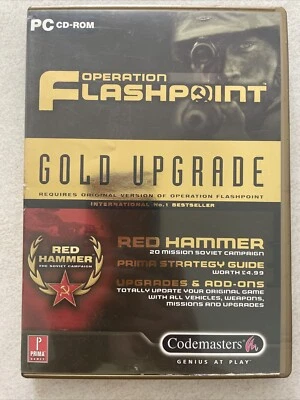 PC CD-ROM
OPERATION
FLASHPOINT
GOLD UPGRADE
REQUIRES ORIGINAL VERSION OF OPERATION FLASHPOINT
INTERNATIONAL No.1 BESTSELLER
RED HAMMER
20 MISSION SOVIET CAMPAIGN
PRIMA STRATEGY GUIDE
WORTH £4.99
UPGRADES & ADD-ONS
TOTALLY UPDATE YOUR ORIGINAL GAME
WITH ALL VEHICLES, WEAPONS,
MISSIONS AND UPGRADES
RED
HAMMER
THE SOVIET CAMPAIGN
PRIMA
GAMES
Codemasters
GENIUS AT PLAY